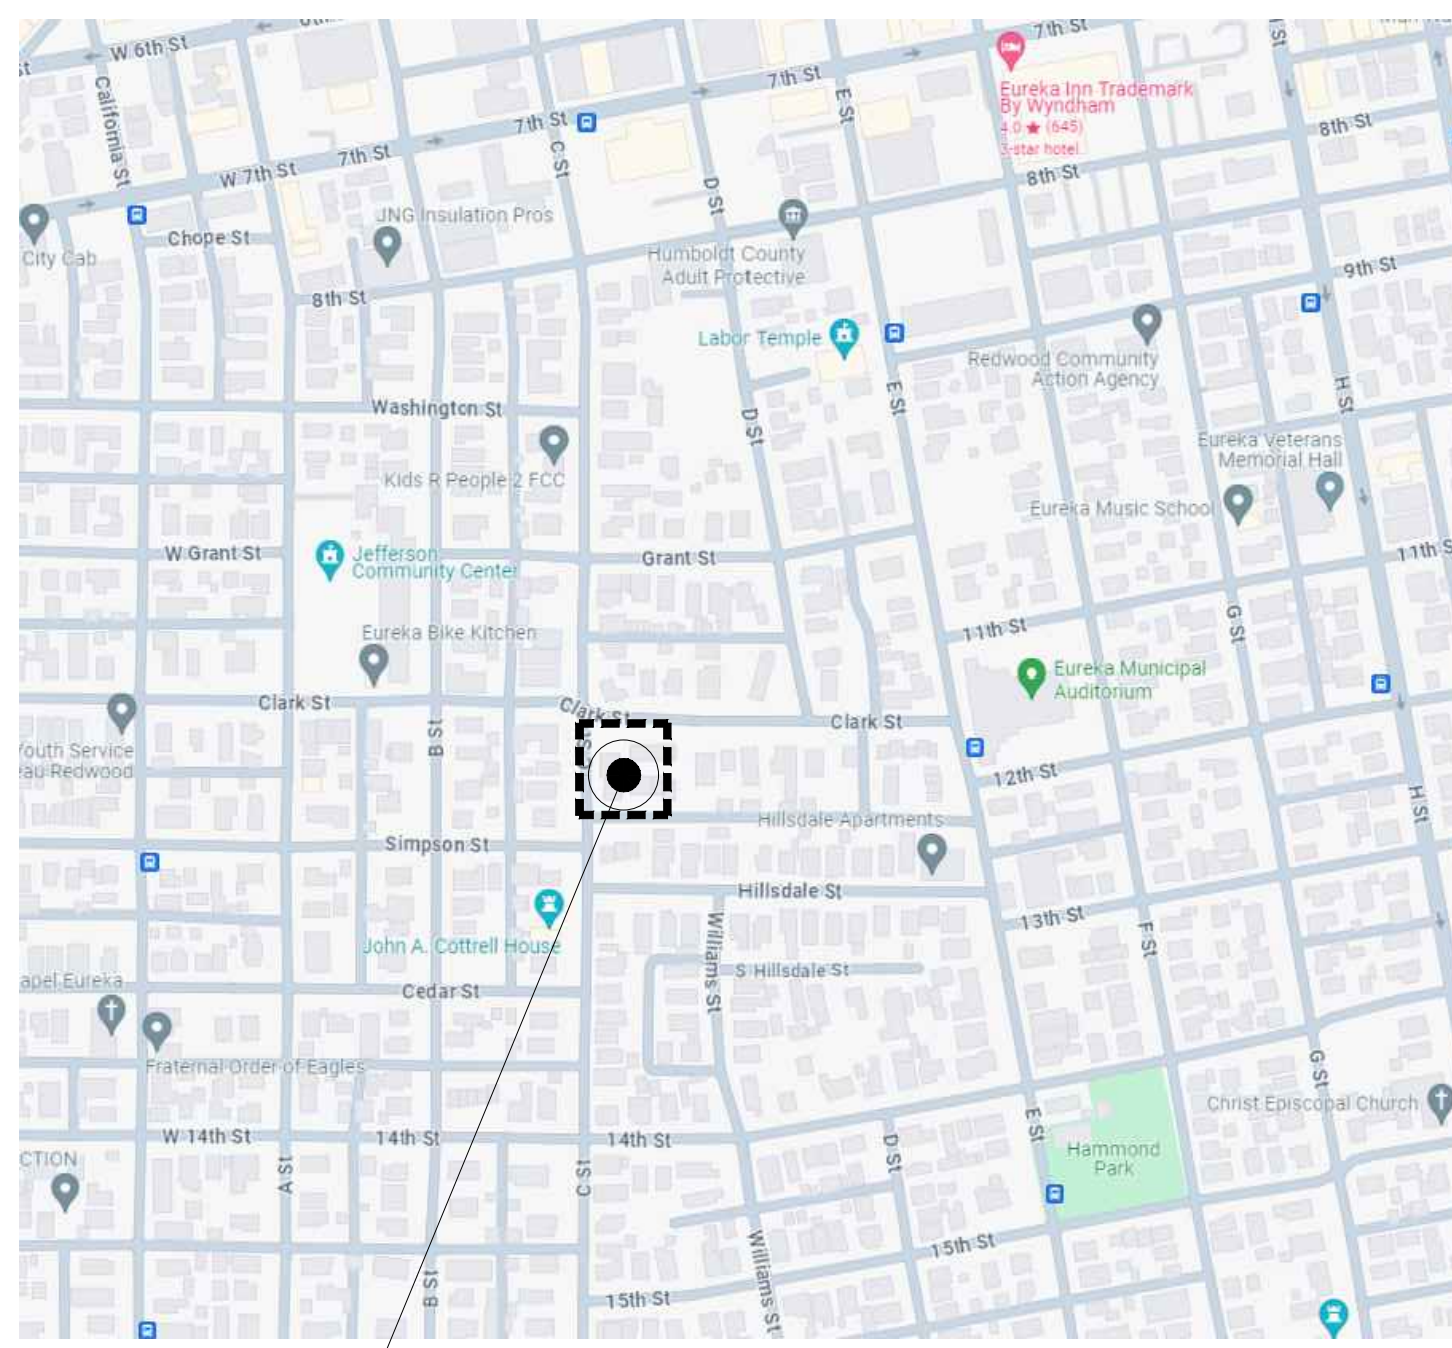 W 6th St
7th St
Eureka Inn Trademark
By Wyndham
4.0 ★ (645)
3-star hotel
California St
7th St
E St
8th St
7th St
C St
7th St
W 7th St
8th St
D St
JNG Insulation Pros
Chope St
City Cab
Humboldt County
Adult Protective
9th St
8th St
Labor Temple
Redwood Community
Action Agency
E St
H St
Washington St
D St
Eureka Veterans
Memorial Hall
Kids R People 2 FCC
Eureka Music School
W Grant St
Jefferson
Community Center
Grant St
11th S
G St
11th St
Eureka Bike Kitchen
Eureka Municipal
Auditorium
Clark St
Clark St
Clark St
B St
Youth Service
eau Redwood
12th St
H St
Hillsdale Apartments
Simpson St
Hillsdale St
13th St
F St
John A. Cottrell House
Williams St
S Hillsdale St
apel Eureka
Cedar St
Fraternal Order of Eagles
G St
Christ Episcopal Church
E St
W 14th St
14th St
14th St
D St
Hammond
Park
CTION
A St
C St
15th St
Williams St
B St
15th St